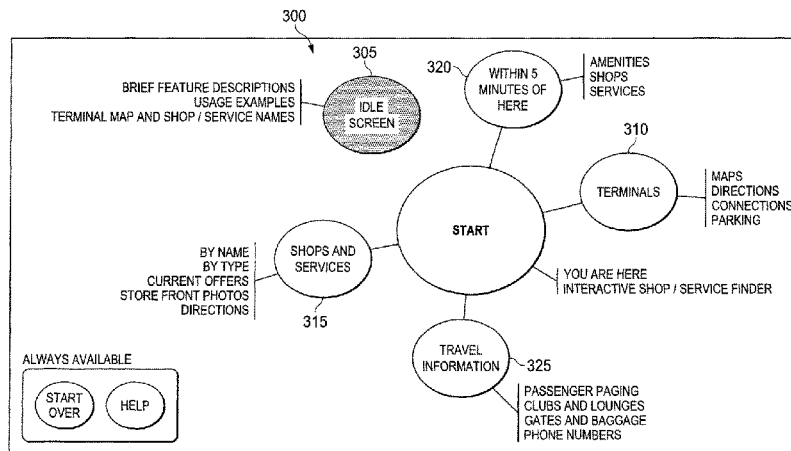 300
305
BRIEF FEATURE DESCRIPTIONS
USAGE EXAMPLES
TERMINAL MAP AND SHOP / SERVICE NAMES
IDLE
SCREEN
320
WITHIN 5
MINUTES OF
HERE
AMENITIES
SHOPS
SERVICES
310
TERMINALS
MAPS
DIRECTIONS
CONNECTIONS
PARKING
START
YOU ARE HERE
INTERACTIVE SHOP / SERVICE FINDER
SHOPS AND
SERVICES
315
BY NAME
BY TYPE
CURRENT OFFERS
STORE FRONT PHOTOS
DIRECTIONS
TRAVEL
INFORMATION
325
PASSENGER PAGING
CLUBS AND LOUNGES
GATES AND BAGGAGE
PHONE NUMBERS
ALWAYS AVAILABLE
START
OVER
HELP